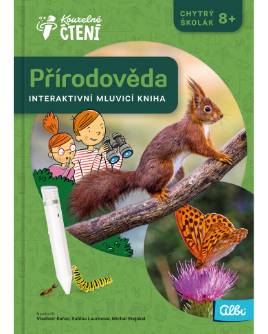 Kouzelné
ČTENÍ
CHYTRÝ
ŠKOLÁK 8+
Přírodověda
INTERAKTIVNÍ MLUVICÍ KNIHA
Albi